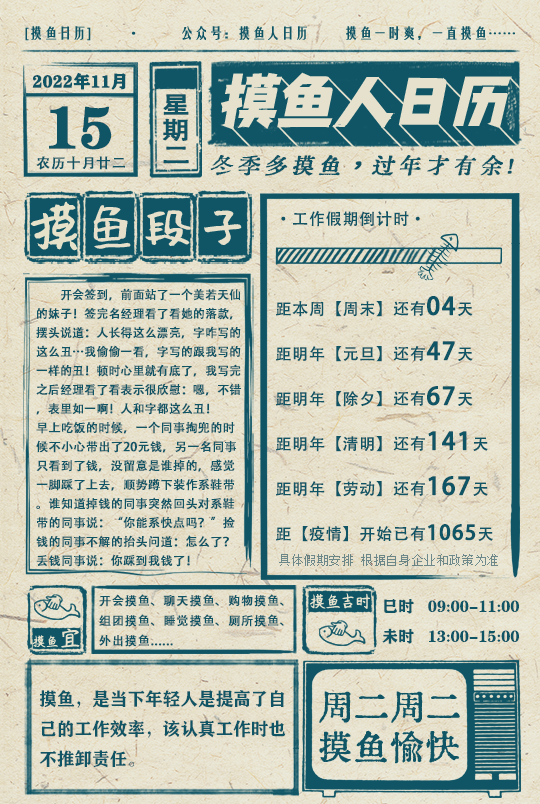 [摸鱼日历] · 公众号：摸鱼人日历 摸鱼一时爽，一直摸鱼……
2022年11月
15
农历十月廿二
星期二
摸鱼人日历
冬季多摸鱼，过年才有余！
摸鱼段子
开会签到，前面站了一个美若天仙
的妹子！签完名经理看了看她的落款，
摆头说道：人长得这么漂亮，字咋写的
这么丑…我偷偷一看，字写的跟我写的
一样的丑！顿时心里就有底了，我写完
之后经理看了看表示很欣慰：嗯，不错
，表里如一啊！人和字都这么丑！
早上吃饭的时候，一个同事掏兜的时
候不小心带出了20元钱，另一名同事
只看到了钱，没留意是谁掉的，感觉
一脚踩了上去，顺势蹲下装作系鞋带
。谁知道掉钱的同事突然回头对系鞋
带的同事说：“你能系快点吗？”捡
钱的同事不解的抬头问道：怎么了？
丢钱同事说：你踩到我钱了！
·工作假期倒计时·
距本周【周末】还有04天
距明年【元旦】还有47天
距明年【除夕】还有67天
距明年【清明】还有141天
距明年【劳动】还有167天
距【疫情】开始已有1065天
具体假期安排 根据自身企业和政策为准
摸鱼宜
开会摸鱼、聊天摸鱼、购物摸鱼、
组团摸鱼、睡觉摸鱼、厕所摸鱼、
外出摸鱼……
摸鱼吉时
巳时 09:00-11:00
未时 13:00-15:00
摸鱼，是当下年轻人是提高了自
己的工作效率，该认真工作时也
不推卸责任。
周二周二
摸鱼愉快